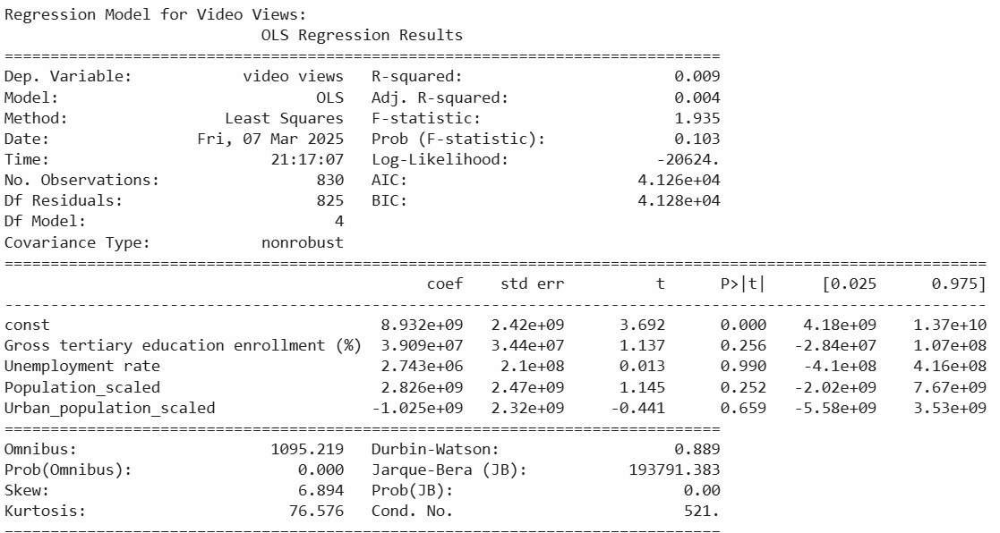 Regression Model for Video Views:
                            OLS Regression Results
==============================================================================
Dep. Variable:            video views   R-squared:                       0.009
Model:                            OLS   Adj. R-squared:                  0.004
Method:                 Least Squares   F-statistic:                     1.935
Date:                Fri, 07 Mar 2025   Prob (F-statistic):              0.103
Time:                        21:17:07   Log-Likelihood:                -20624.
No. Observations:                 830   AIC:                         4.126e+04
Df Residuals:                     825   BIC:                         4.128e+04
Df Model:                           4
Covariance Type:            nonrobust
===========================================================================================================
                                              coef    std err          t      P>|t|      [0.025      0.975]
-----------------------------------------------------------------------------------------------------------
const                                    8.932e+09   2.42e+09      3.692      0.000    4.18e+09    1.37e+10
Gross tertiary education enrollment (%)  3.909e+07   3.44e+07      1.137      0.256   -2.84e+07    1.07e+08
Unemployment rate                        2.743e+06    2.1e+08      0.013      0.990    -4.1e+08    4.16e+08
Population_scaled                        2.826e+09   2.47e+09      1.145      0.252   -2.02e+09    7.67e+09
Urban_population_scaled                 -1.025e+09   2.32e+09     -0.441      0.659   -5.58e+09    3.53e+09
==============================================================================
Omnibus:                     1095.219   Durbin-Watson:                   0.889
Prob(Omnibus):                  0.000   Jarque-Bera (JB):           193791.383
Skew:                           6.894   Prob(JB):                         0.00
Kurtosis:                      76.576   Cond. No.                         521.
------------------------------------------------------------------------------